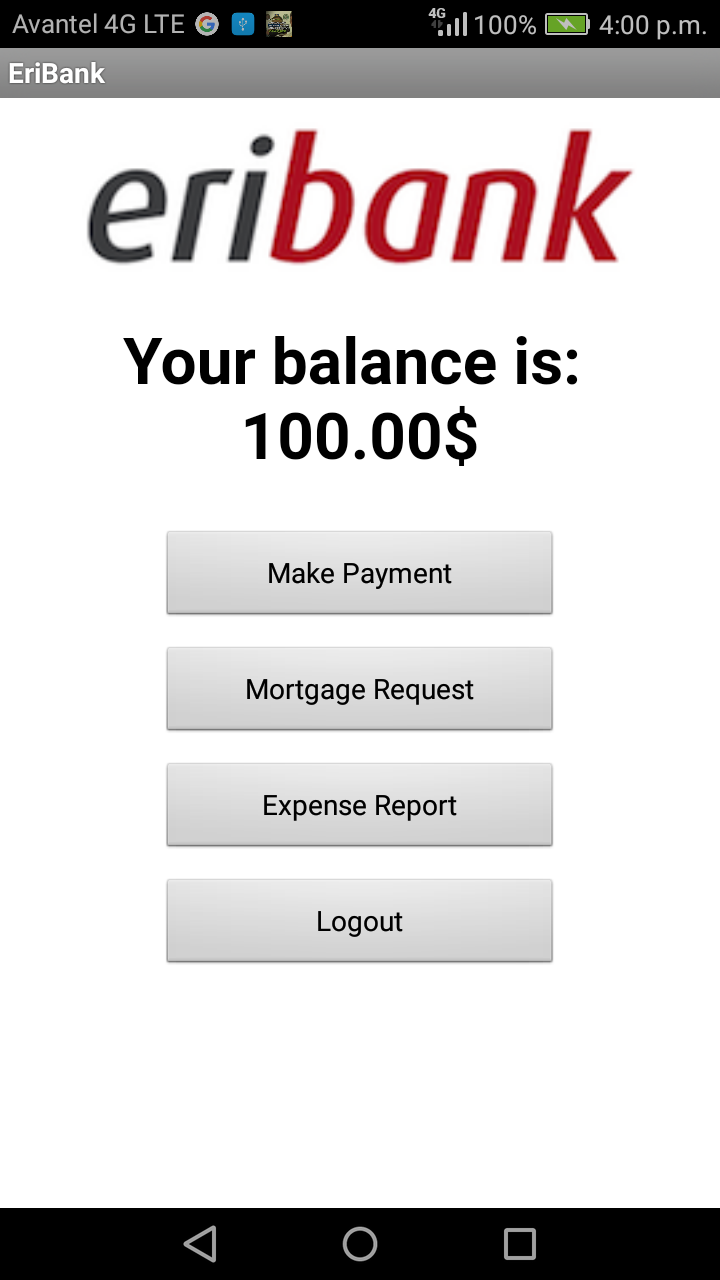 Avantel 4G LTE 4G 100% 4:00 p.m.
EriBank
eribank
Your balance is:
100.00$
Make Payment
Mortgage Request
Expense Report
Logout